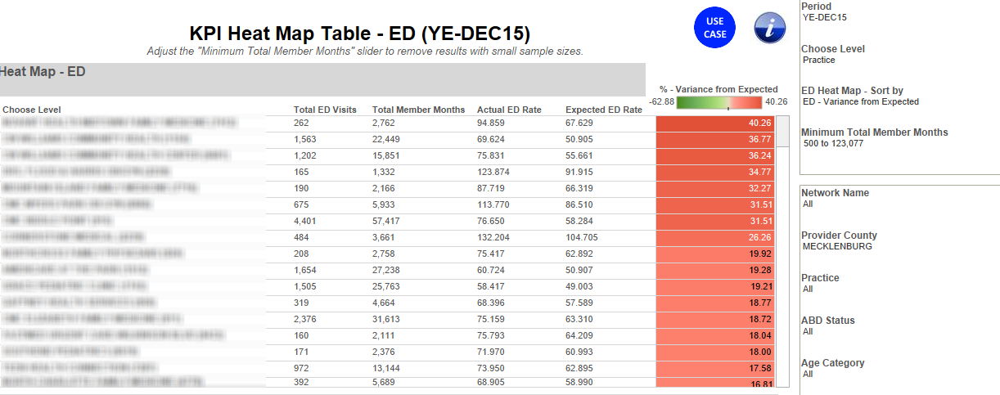 KPI Heat Map Table - ED (YE-DEC15)
Adjust the "Minimum Total Member Months" slider to remove results with small sample sizes.
USE
CASE
i
Heat Map - ED
% - Variance from Expected
-62.88 40.26
Choose Level Total ED Visits Total Member Months Actual ED Rate Expected ED Rate
262 2,762 94.859 67.629 40.26
1,563 22,449 69.624 50.905 36.77
1,202 15,851 75.831 55.661 36.24
165 1,332 123.874 91.915 34.77
190 2,166 87.719 66.319 32.27
675 5,933 113.770 86.510 31.51
4,401 57,417 76.650 58.284 31.51
484 3,661 132.204 104.705 26.26
208 2,758 75.417 62.892 19.92
1,654 27,238 60.724 50.907 19.28
1,505 25,763 58.417 49.003 19.21
319 4,664 68.396 57.589 18.77
2,376 31,613 75.159 63.310 18.72
160 2,111 75.793 64.209 18.04
171 2,376 71.970 60.993 18.00
972 13,144 73.950 62.895 17.58
392 5,689 68.905 58.990 16.81
Period
YE-DEC15
Choose Level
Practice
ED Heat Map - Sort by
ED - Variance from Expected
Minimum Total Member Months
500 to 123,077
Network Name
All
Provider County
MECKLENBURG
Practice
All
ABD Status
All
Age Category
All